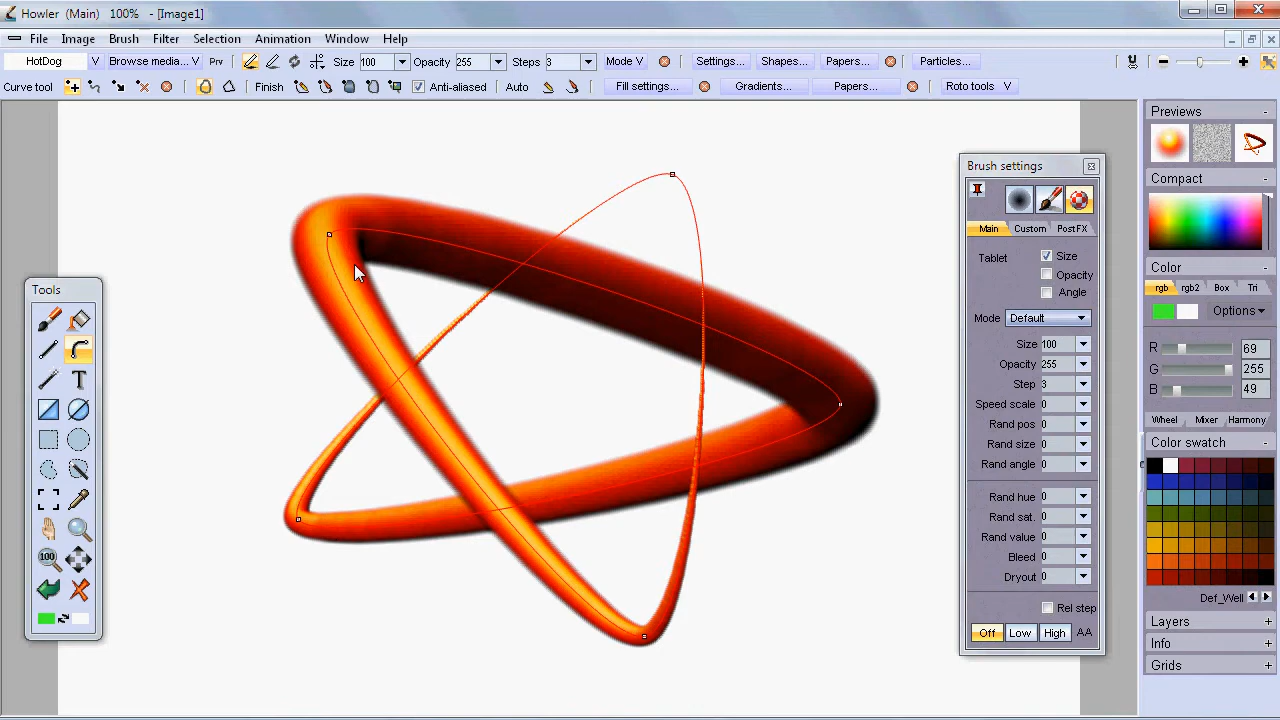 Howler (Main) 100% - [Image1]
File Image Brush Filter Selection Animation Window Help
HotDog Browse media... Prv Size 100 Opacity 255 Steps 3 Mode Settings... Shapes... Papers... Particles...
Curve tool Finish Anti-aliased Auto Fill settings... Gradients... Papers... Roto tools
Tools
T
100
Brush settings
Main Custom PostFX
Tablet Size
Opacity
Angle
Mode Default
Size 100
Opacity 255
Step 3
Speed scale 0
Rand pos 0
Rand size 0
Rand angle 0
Rand hue 0
Rand sat. 0
Rand value 0
Bleed 0
Dryout 0
Rel step
Off Low High AA
Previews -
Compact -
Color -
rgb rgb2 Box Tri
Options
R 69
G 255
B 49
Wheel Mixer Harmony
Color swatch -
Def_Well
Layers +
Info +
Grids +